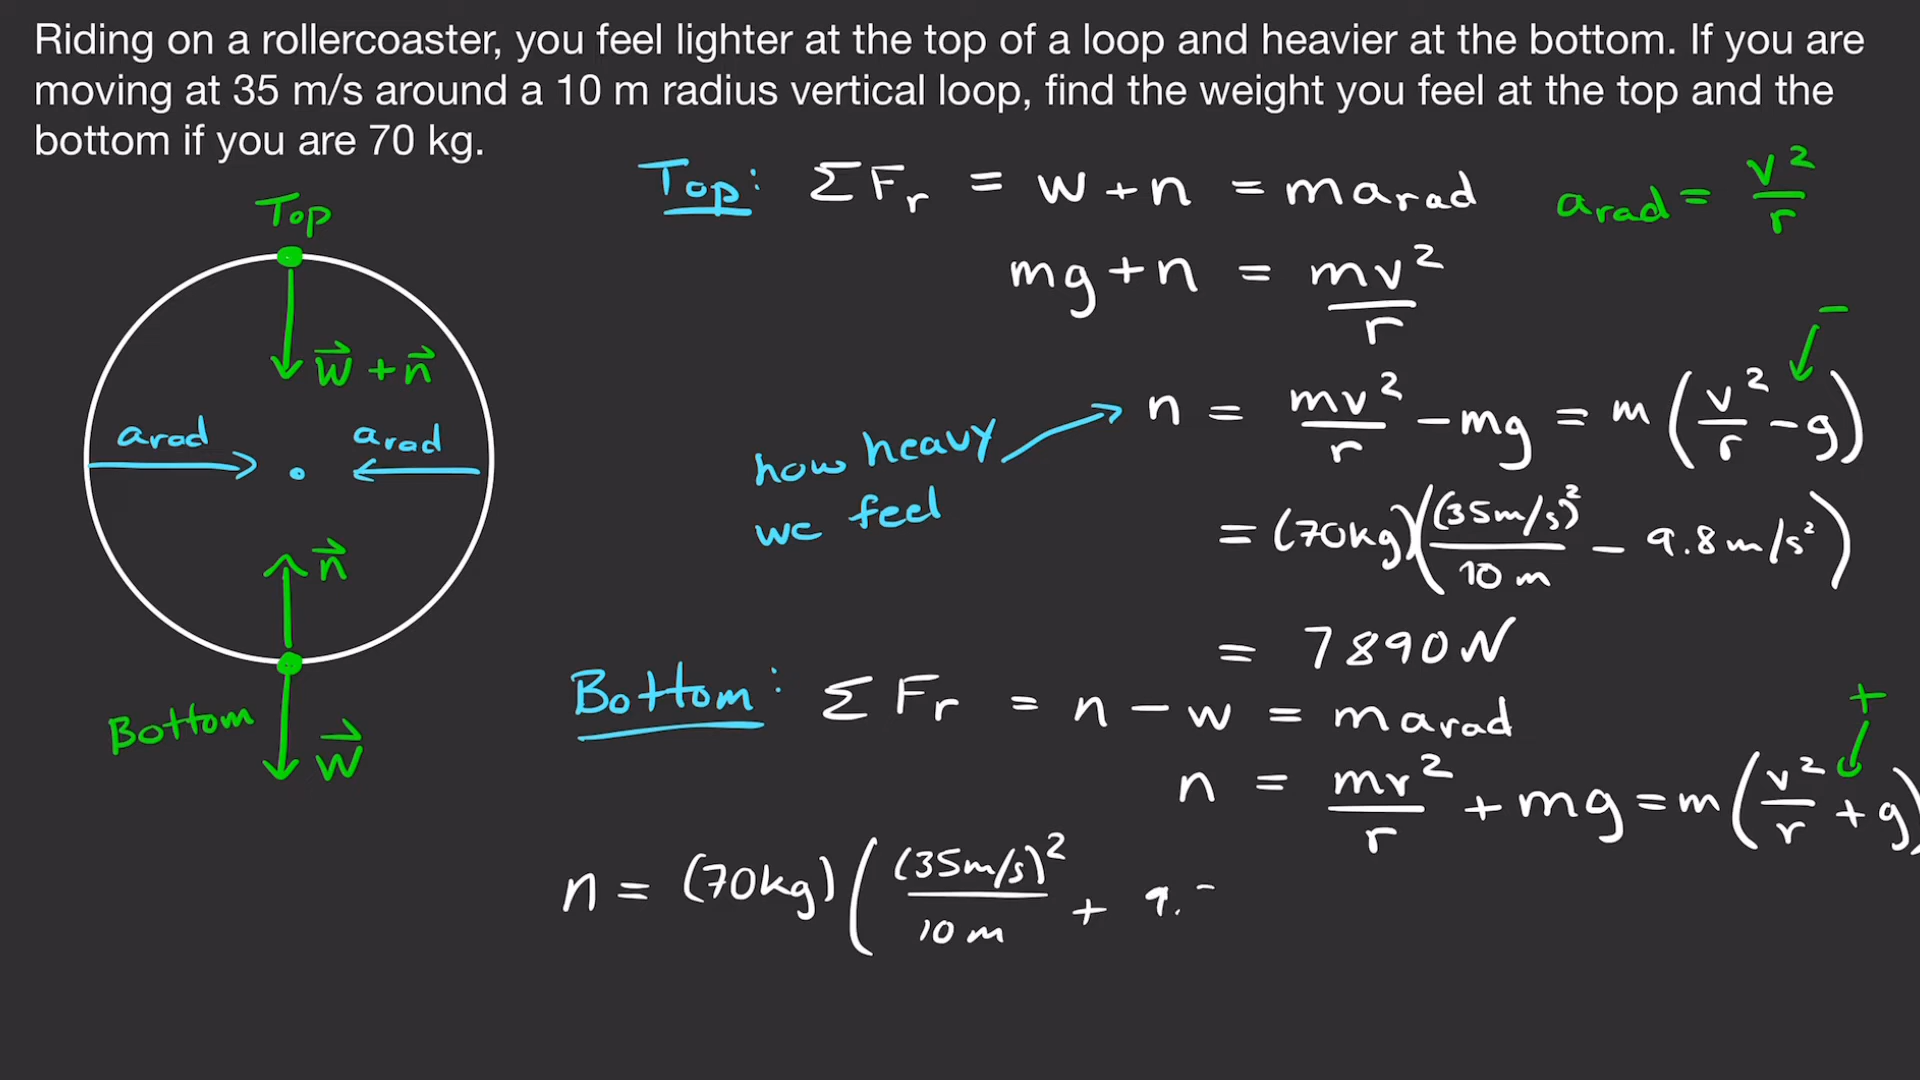 Riding on a rollercoaster, you feel lighter at the top of a loop and heavier at the bottom. If you are
moving at 35 m/s around a 10 m radius vertical loop, find the weight you feel at the top and the
bottom if you are 70 kg.
Top: ΣFr = w + n = marad
arad = v²/r
mg + n = mv²/r
Top
w⃗ + n⃗
arad
arad
n⃗
Bottom
w⃗
−
n = mv²/r − mg = m(v²/r − g)
how heavy
we feel
= (70kg)((35m/s)²/10 m − 9.8 m/s²)
= 7890 N
Bottom: ΣFr = n − w = marad
+
n = mv²/r + mg = m(v²/r + g)
n = (70kg)((35m/s)²/10 m + 9.